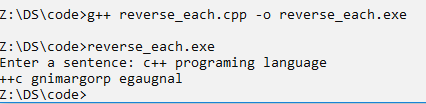 Z:\DS\code>g++ reverse_each.cpp -o reverse_each.exe
Z:\DS\code>reverse_each.exe
Enter a sentence: c++ programing language
++c gnimargorp egaugnal
Z:\DS\code>